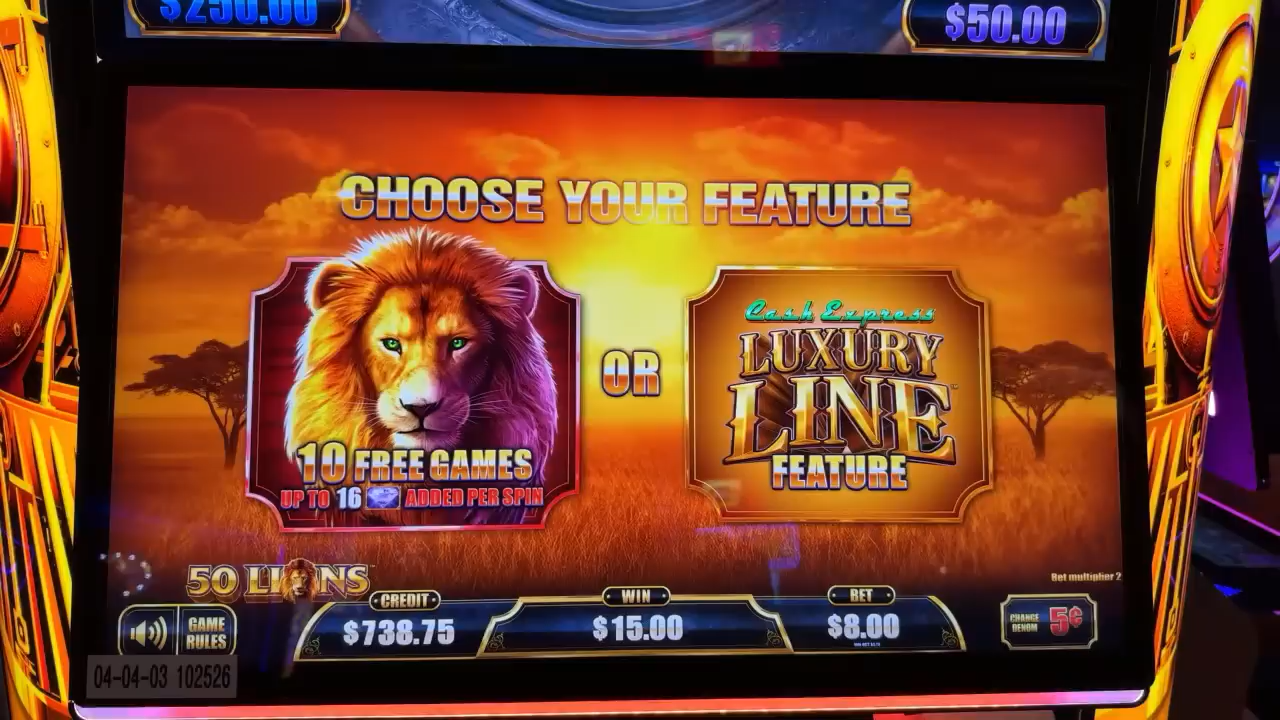 $250.00
$50.00
CHOOSE YOUR FEATURE
10 FREE GAMES
UP TO 16 ADDED PER SPIN
OR
Cash Express
LUXURY
LINE™
FEATURE
50 LIONS™
Bet multiplier 2
GAME
RULES
CREDIT
$738.75
WIN
$15.00
BET
$8.00
CHANGE
DENOM
5¢
04-04-03 102526